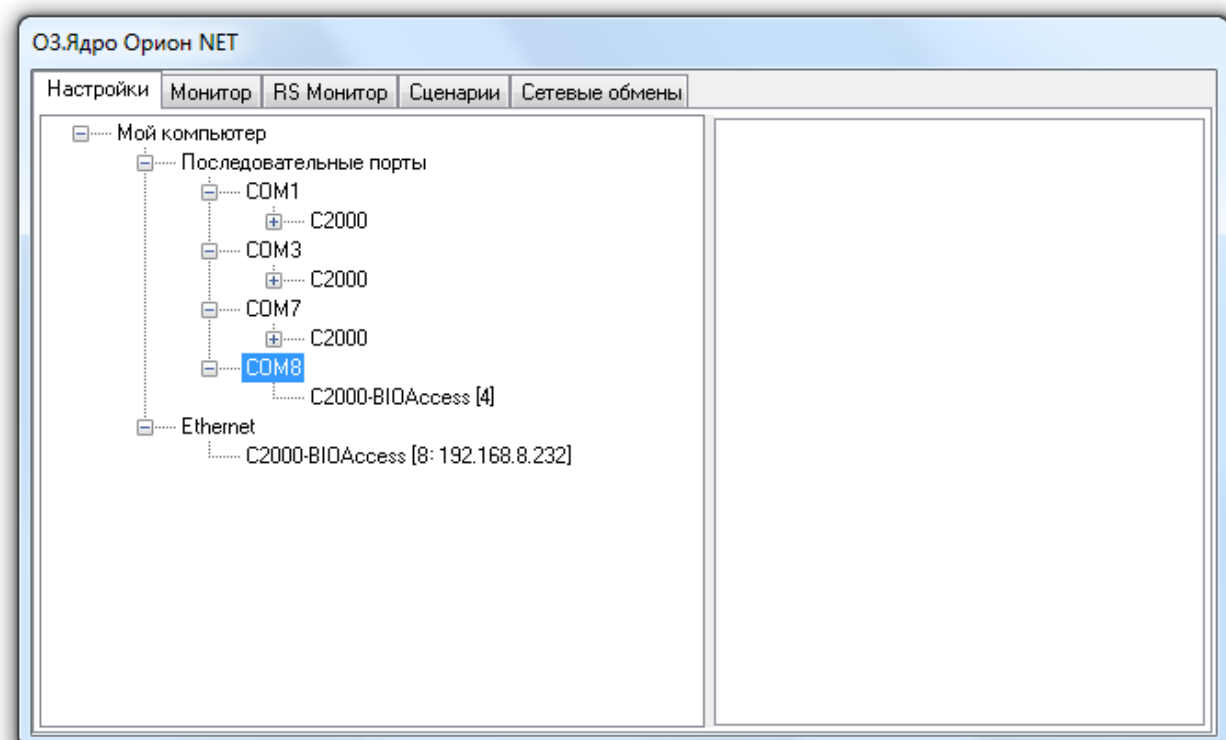 О3.Ядро Орион NET
Настройки Монитор RS Монитор Сценарии Сетевые обмены
Мой компьютер
Последовательные порты
COM1
C2000
COM3
C2000
COM7
C2000
COM8
C2000-BIOAccess [4]
Ethernet
C2000-BIOAccess [8: 192.168.8.232]